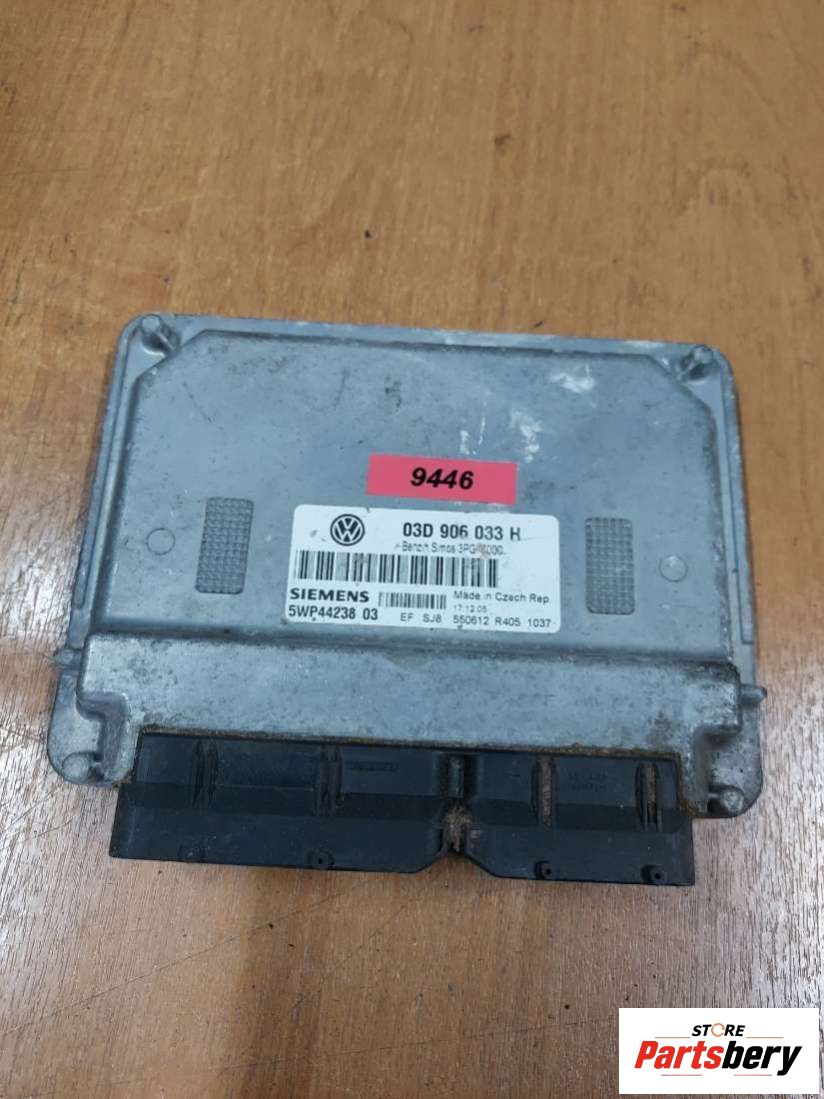 9446
03D 906 033 H
Benzin Simos 3PG
SIEMENS
Made in Czech Rep.
17.12.05
5WP44238 03
EF SJ8 550612 R405 1037
STORE
Partsbery